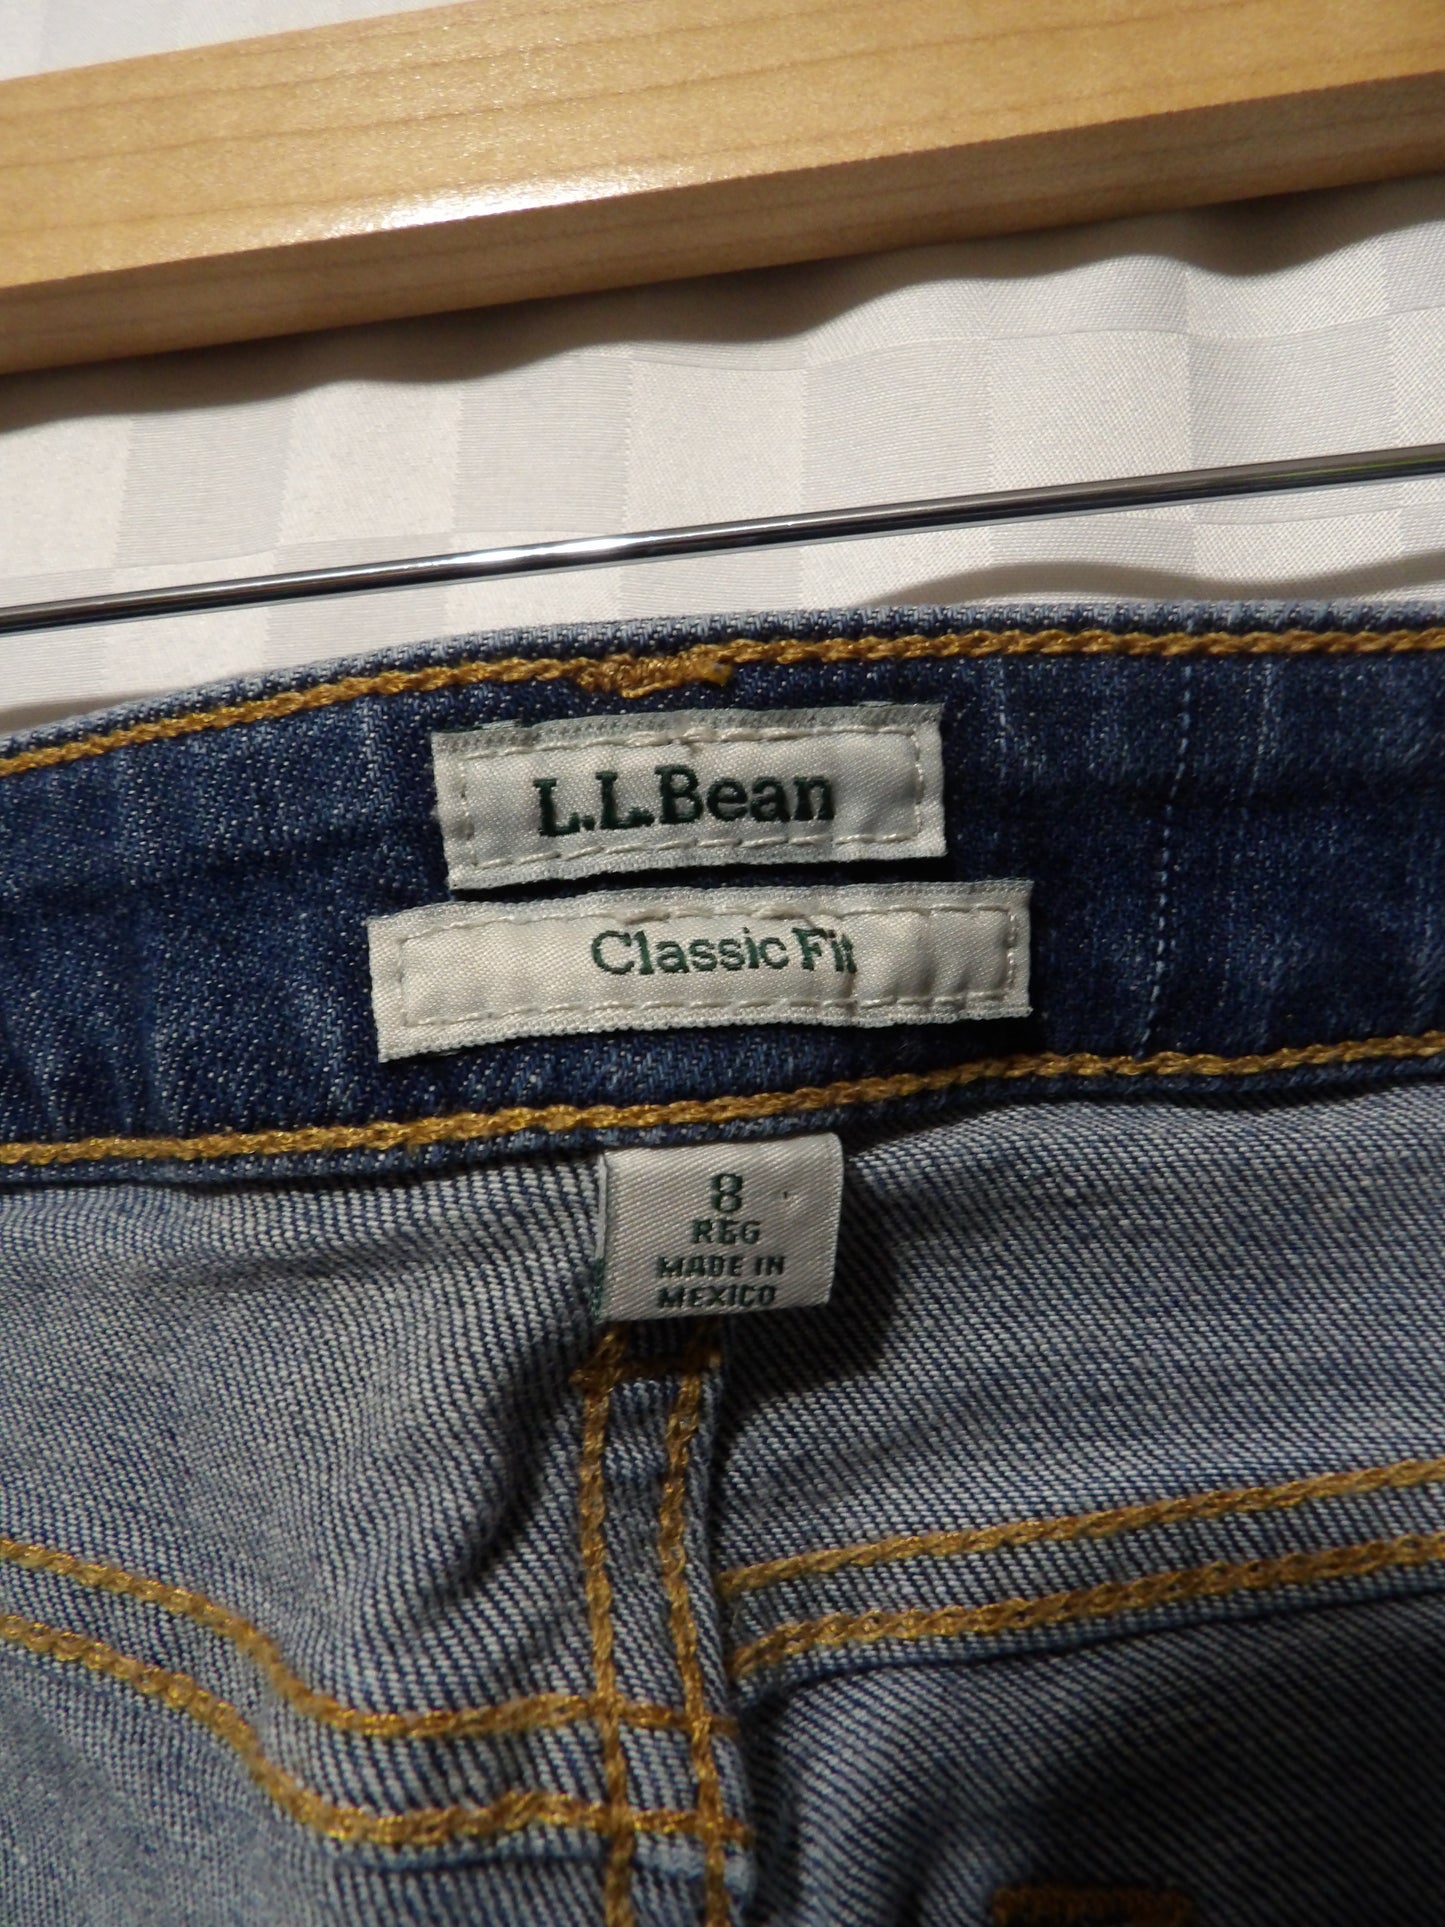 L.L.Bean
Classic Fit
8
REG
MADE IN
MEXICO